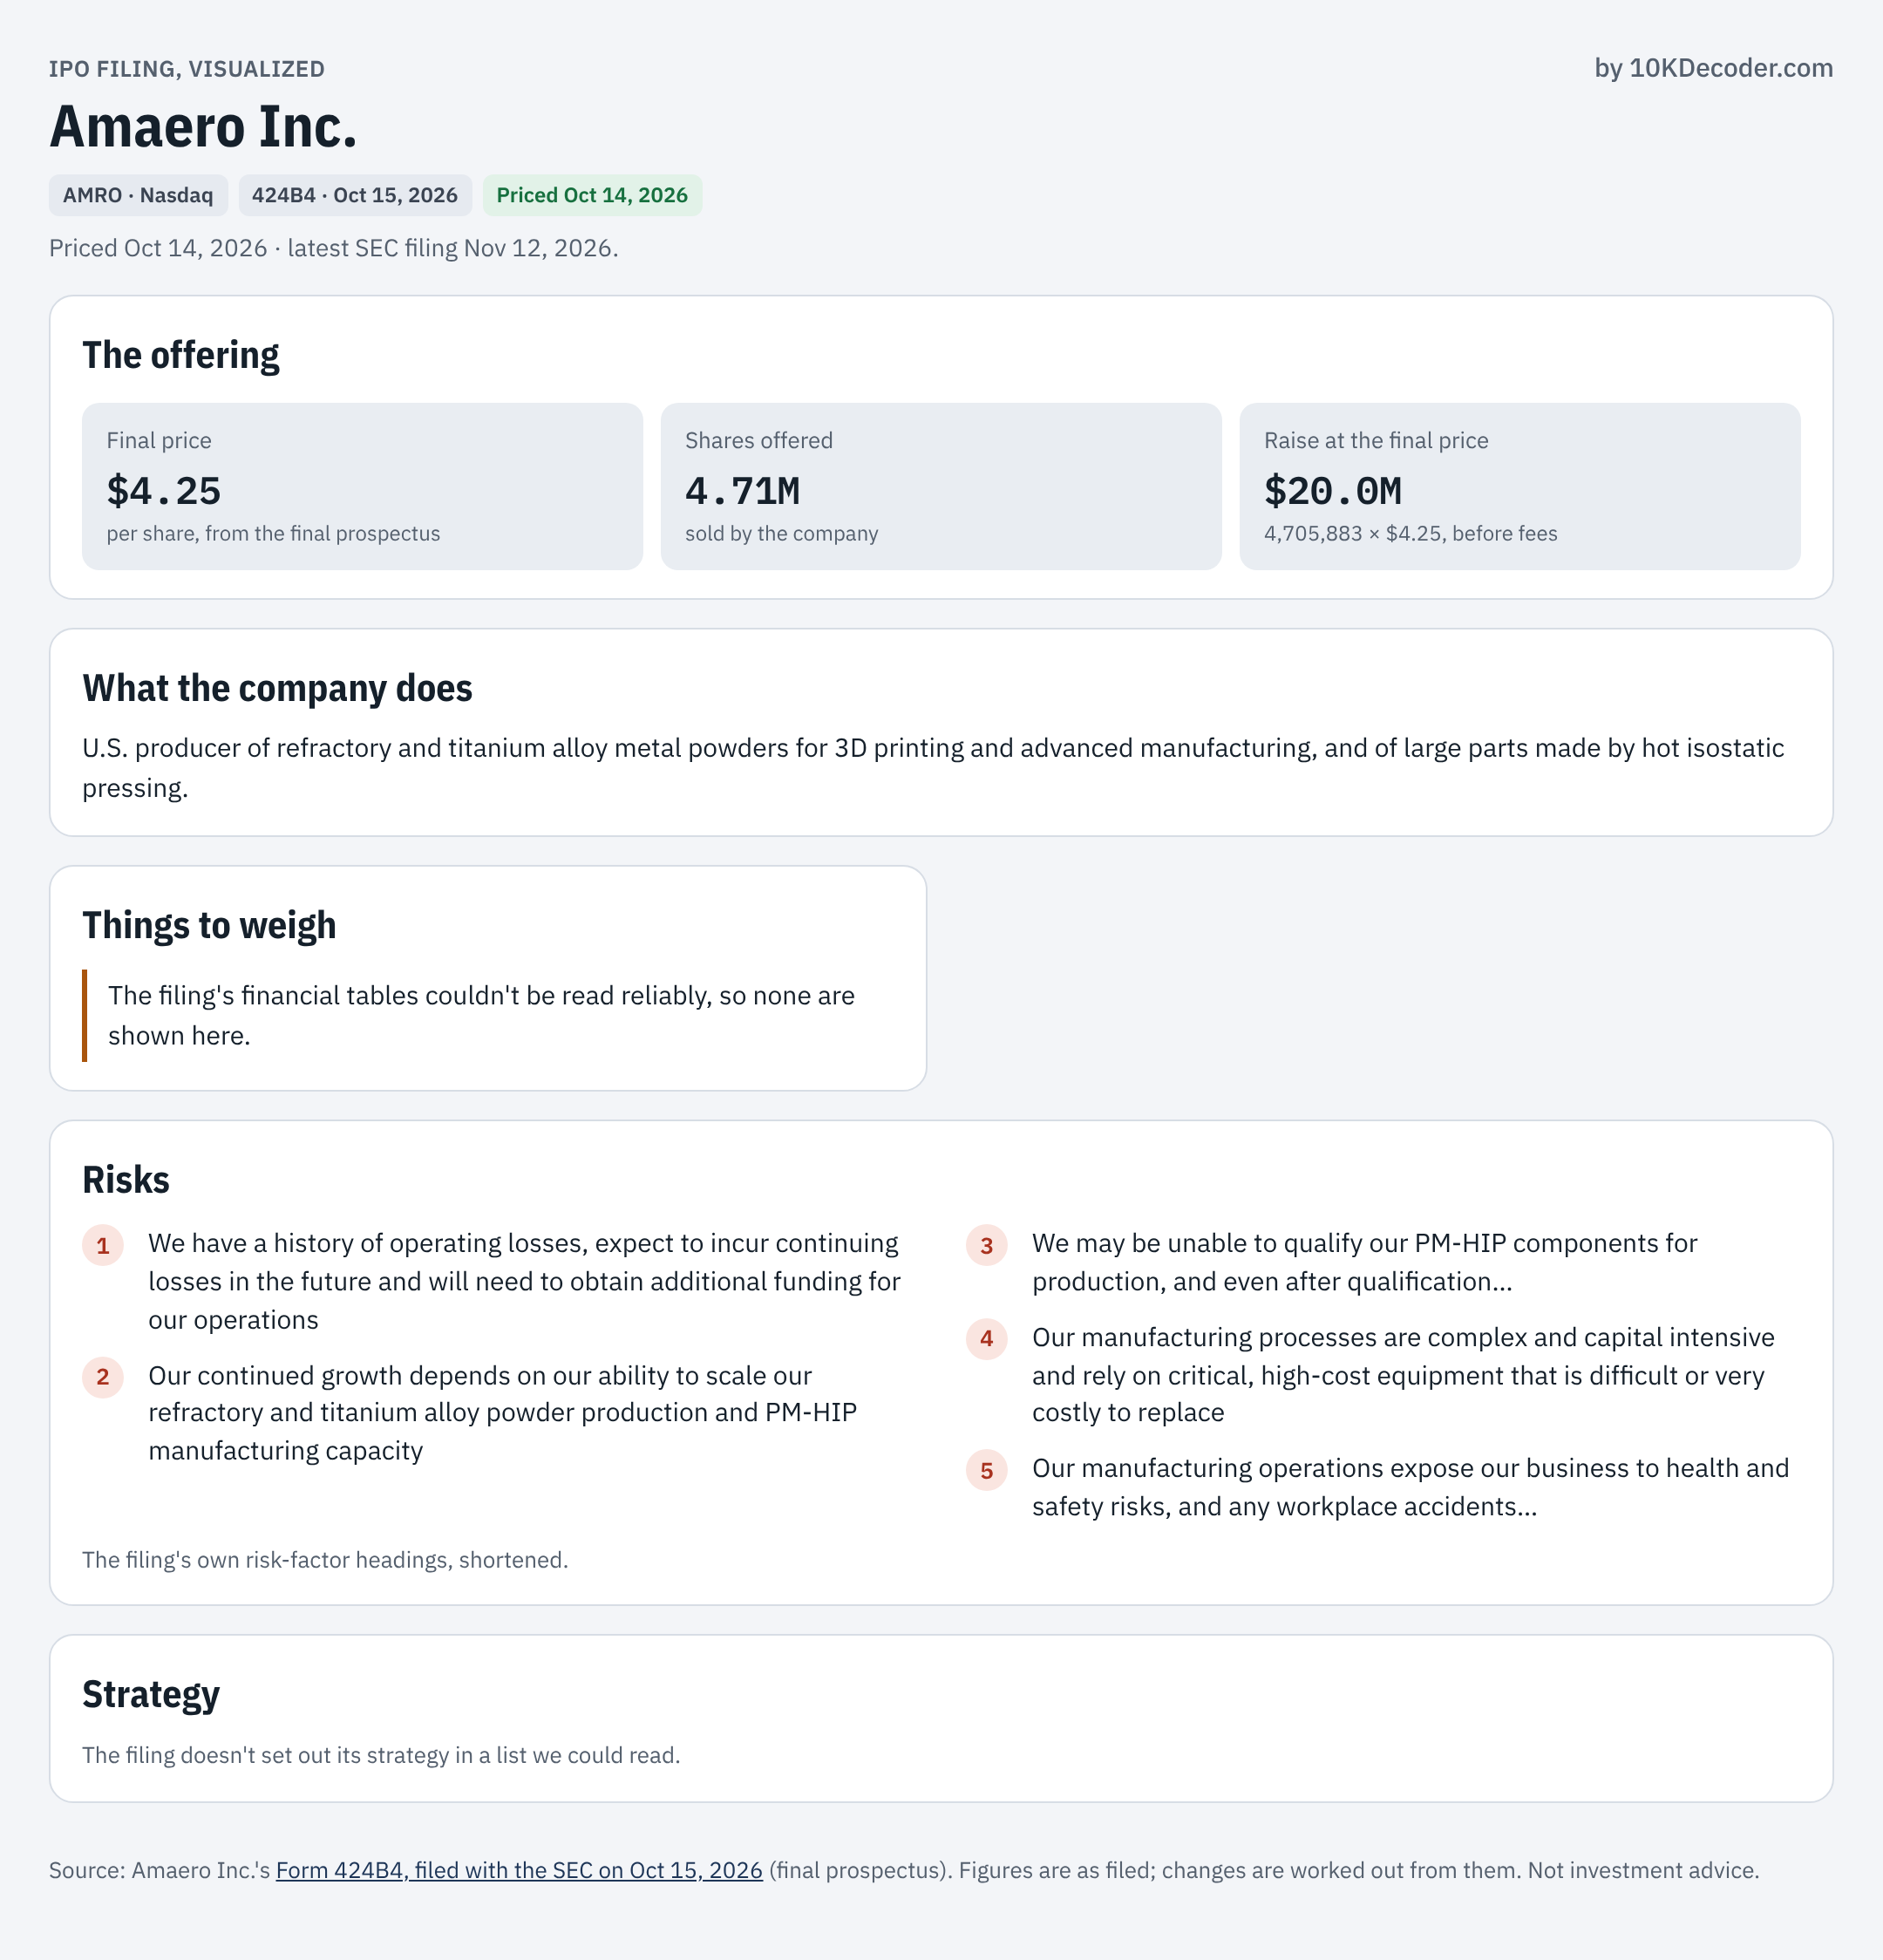 IPO FILING, VISUALIZED
by 10KDecoder.com
Amaero Inc.
AMRO · Nasdaq
424B4 · Oct 15, 2026
Priced Oct 14, 2026
Priced Oct 14, 2026 · latest SEC filing Nov 12, 2026.
The offering
Final price
$4.25
per share, from the final prospectus
Shares offered
4.71M
sold by the company
Raise at the final price
$20.0M
4,705,883 × $4.25, before fees
What the company does
U.S. producer of refractory and titanium alloy metal powders for 3D printing and advanced manufacturing, and of large parts made by hot isostatic
pressing.
Things to weigh
The filing's financial tables couldn't be read reliably, so none are
shown here.
Risks
1
We have a history of operating losses, expect to incur continuing
losses in the future and will need to obtain additional funding for
our operations
2
Our continued growth depends on our ability to scale our
refractory and titanium alloy powder production and PM-HIP
manufacturing capacity
3
We may be unable to qualify our PM-HIP components for
production, and even after qualification…
4
Our manufacturing processes are complex and capital intensive
and rely on critical, high-cost equipment that is difficult or very
costly to replace
5
Our manufacturing operations expose our business to health and
safety risks, and any workplace accidents…
The filing's own risk-factor headings, shortened.
Strategy
The filing doesn't set out its strategy in a list we could read.
Source: Amaero Inc.'s Form 424B4, filed with the SEC on Oct 15, 2026 (final prospectus). Figures are as filed; changes are worked out from them. Not investment advice.